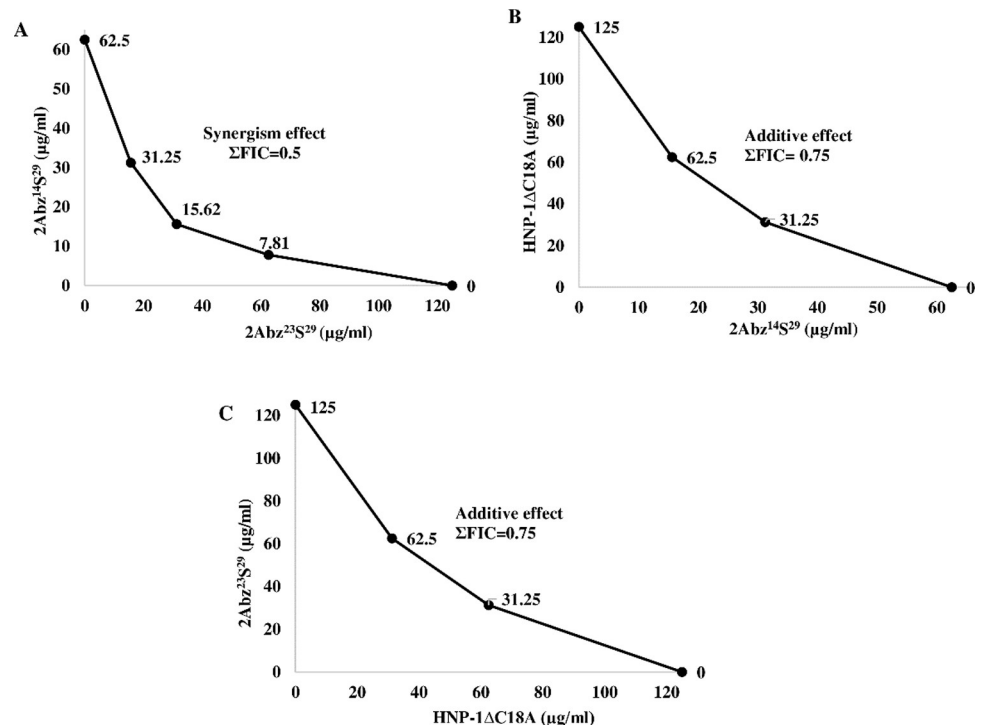 A
2Abz¹⁴S²⁹ (µg/ml)
60
50
40
30
20
10
0
62.5
31.25
15.62
7.81
0
Synergism effect
ΣFIC=0.5
0 20 40 60 80 100 120
2Abz²³S²⁹ (µg/ml)
B
HNP-1ΔC18A (µg/ml)
120
100
80
60
40
20
0
125
62.5
31.25
0
Additive effect
ΣFIC= 0.75
0 10 20 30 40 50 60
2Abz¹⁴S²⁹ (µg/ml)
C
2Abz²³S²⁹ (µg/ml)
120
100
80
60
40
20
0
125
62.5
31.25
0
Additive effect
ΣFIC=0.75
0 20 40 60 80 100 120
HNP-1ΔC18A (µg/ml)